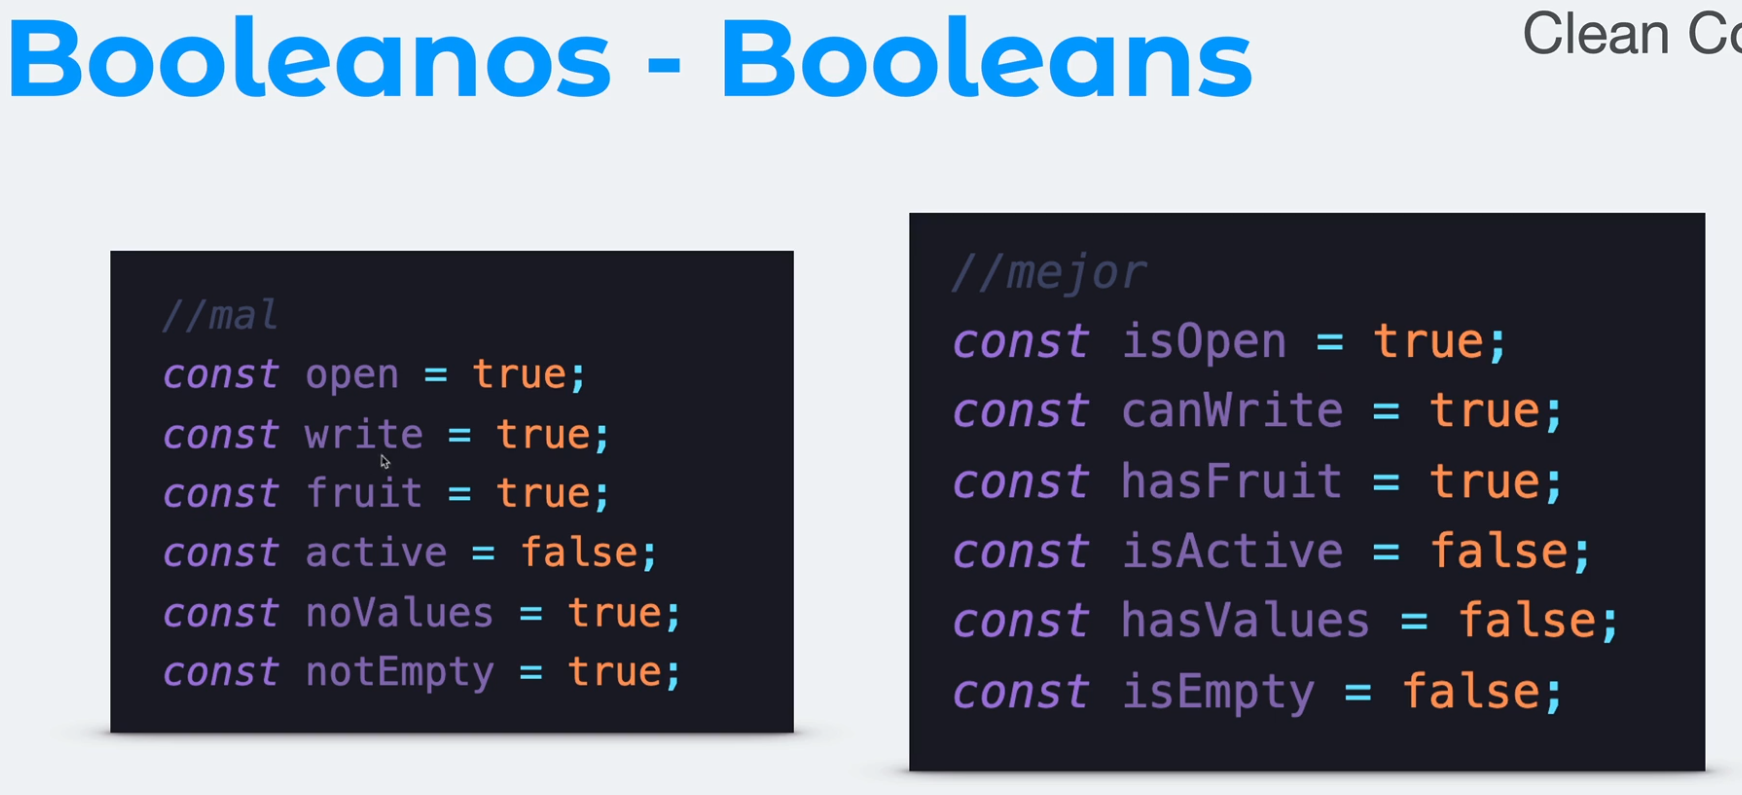 Booleanos - Booleans
Clean
//mal
const open = true;
const write = true;
const fruit = true;
const active = false;
const noValues = true;
const notEmpty = true;
//mejor
const isOpen = true;
const canWrite = true;
const hasFruit = true;
const isActive = false;
const hasValues = false;
const isEmpty = false;